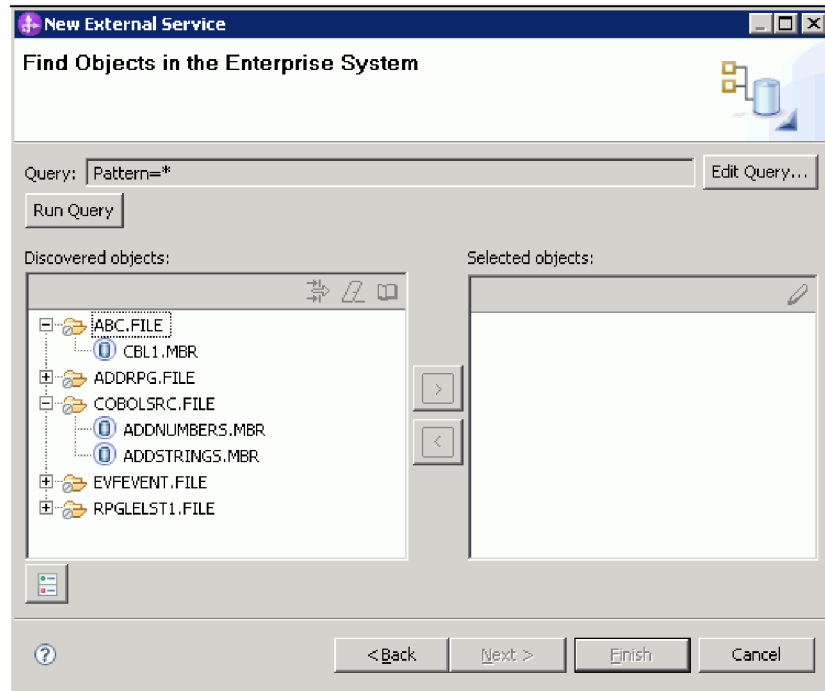 New External Service
Find Objects in the Enterprise System
Query: Pattern=* Edit Query...
Run Query
Discovered objects: Selected objects:
ABC.FILE
CBL1.MBR
ADDRPG.FILE
COBOLSRC.FILE
ADDNUMBERS.MBR
ADDSTRINGS.MBR
EVFEVENT.FILE
RPGLELST1.FILE
< Back Next > Finish Cancel